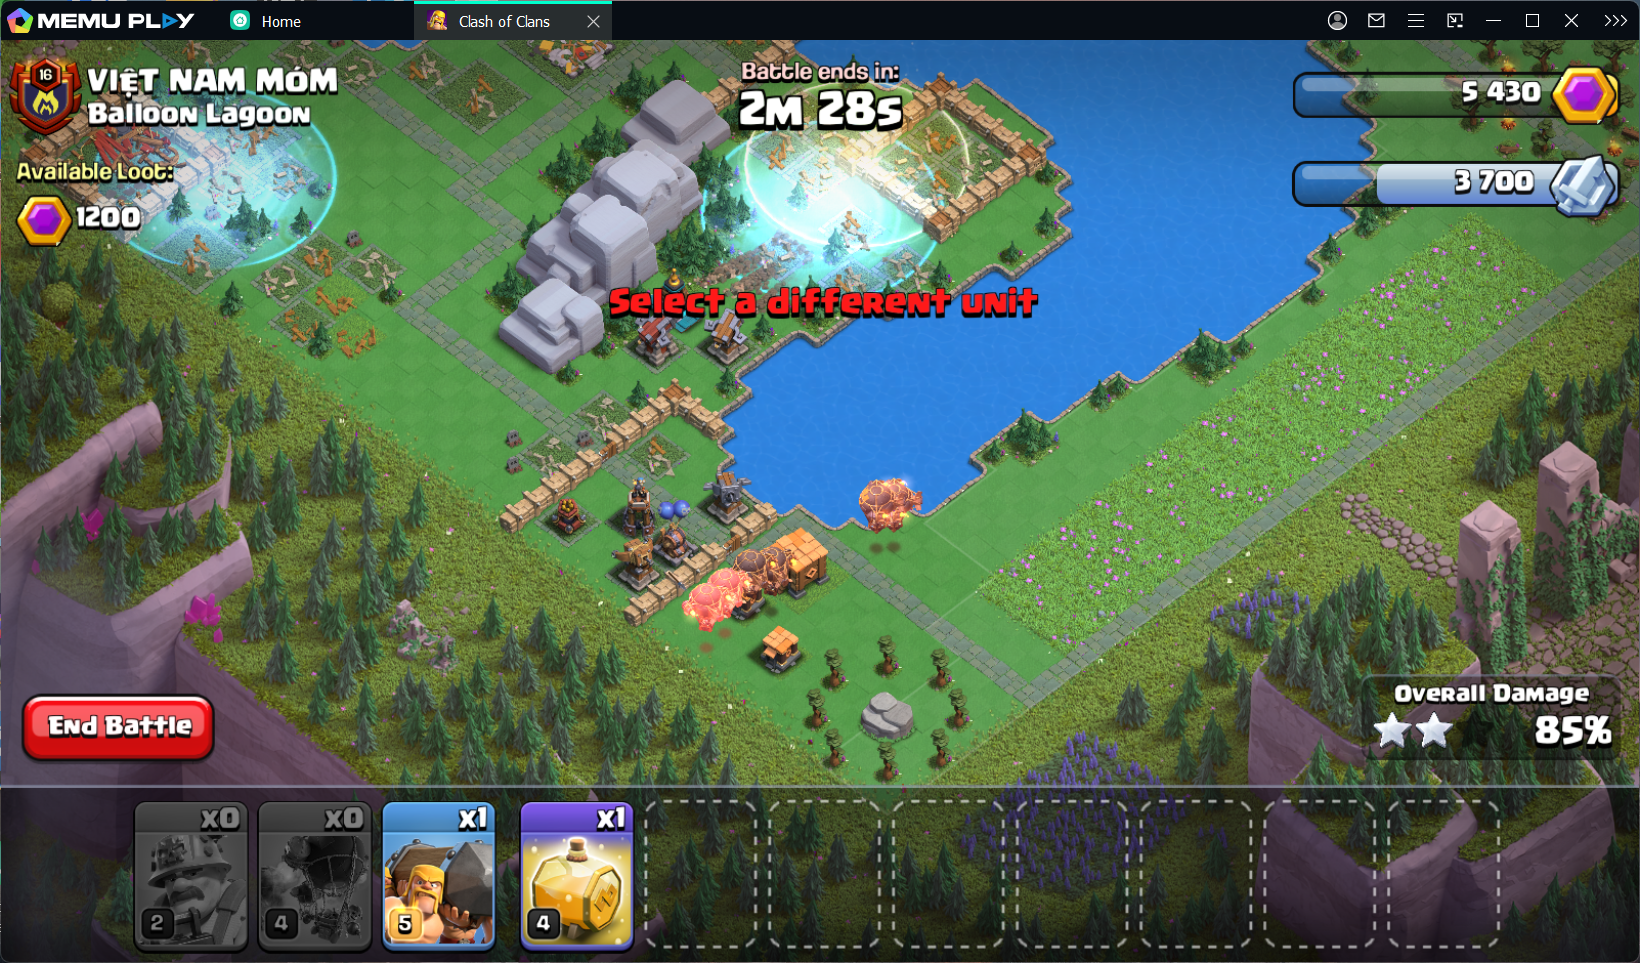 MEMU PLAY
Home
Clash of Clans
16
VIỆT NAM MÓM
Balloon Lagoon
Available Loot:
1200
Battle ends in:
2M 28S
5 430
3 700
Select a different unit
End Battle
Overall Damage
85%
x0
x0
x1
x1
2
4
5
4